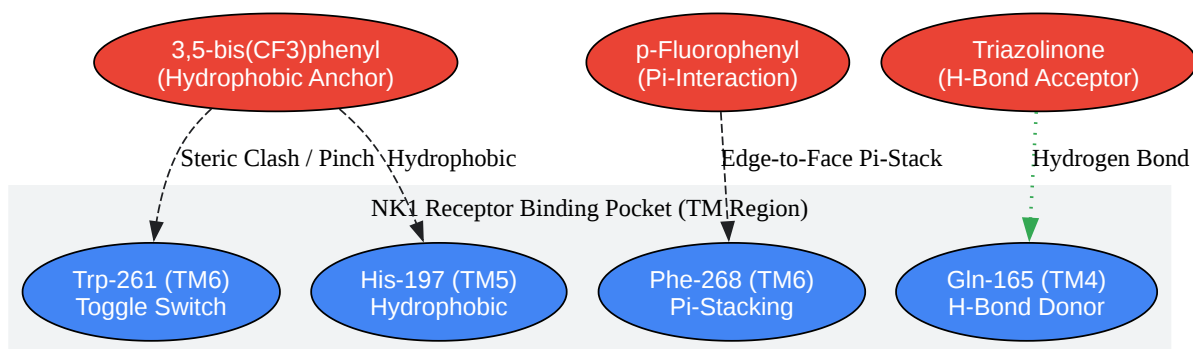 3,5-bis(CF3)phenyl
(Hydrophobic Anchor)
p-Fluorophenyl
(Pi-Interaction)
Triazolinone
(H-Bond Acceptor)
Steric Clash / Pinch
Hydrophobic
Edge-to-Face Pi-Stack
Hydrogen Bond
NK1 Receptor Binding Pocket (TM Region)
Trp-261 (TM6)
Toggle Switch
His-197 (TM5)
Hydrophobic
Phe-268 (TM6)
Pi-Stacking
Gln-165 (TM4)
H-Bond Donor